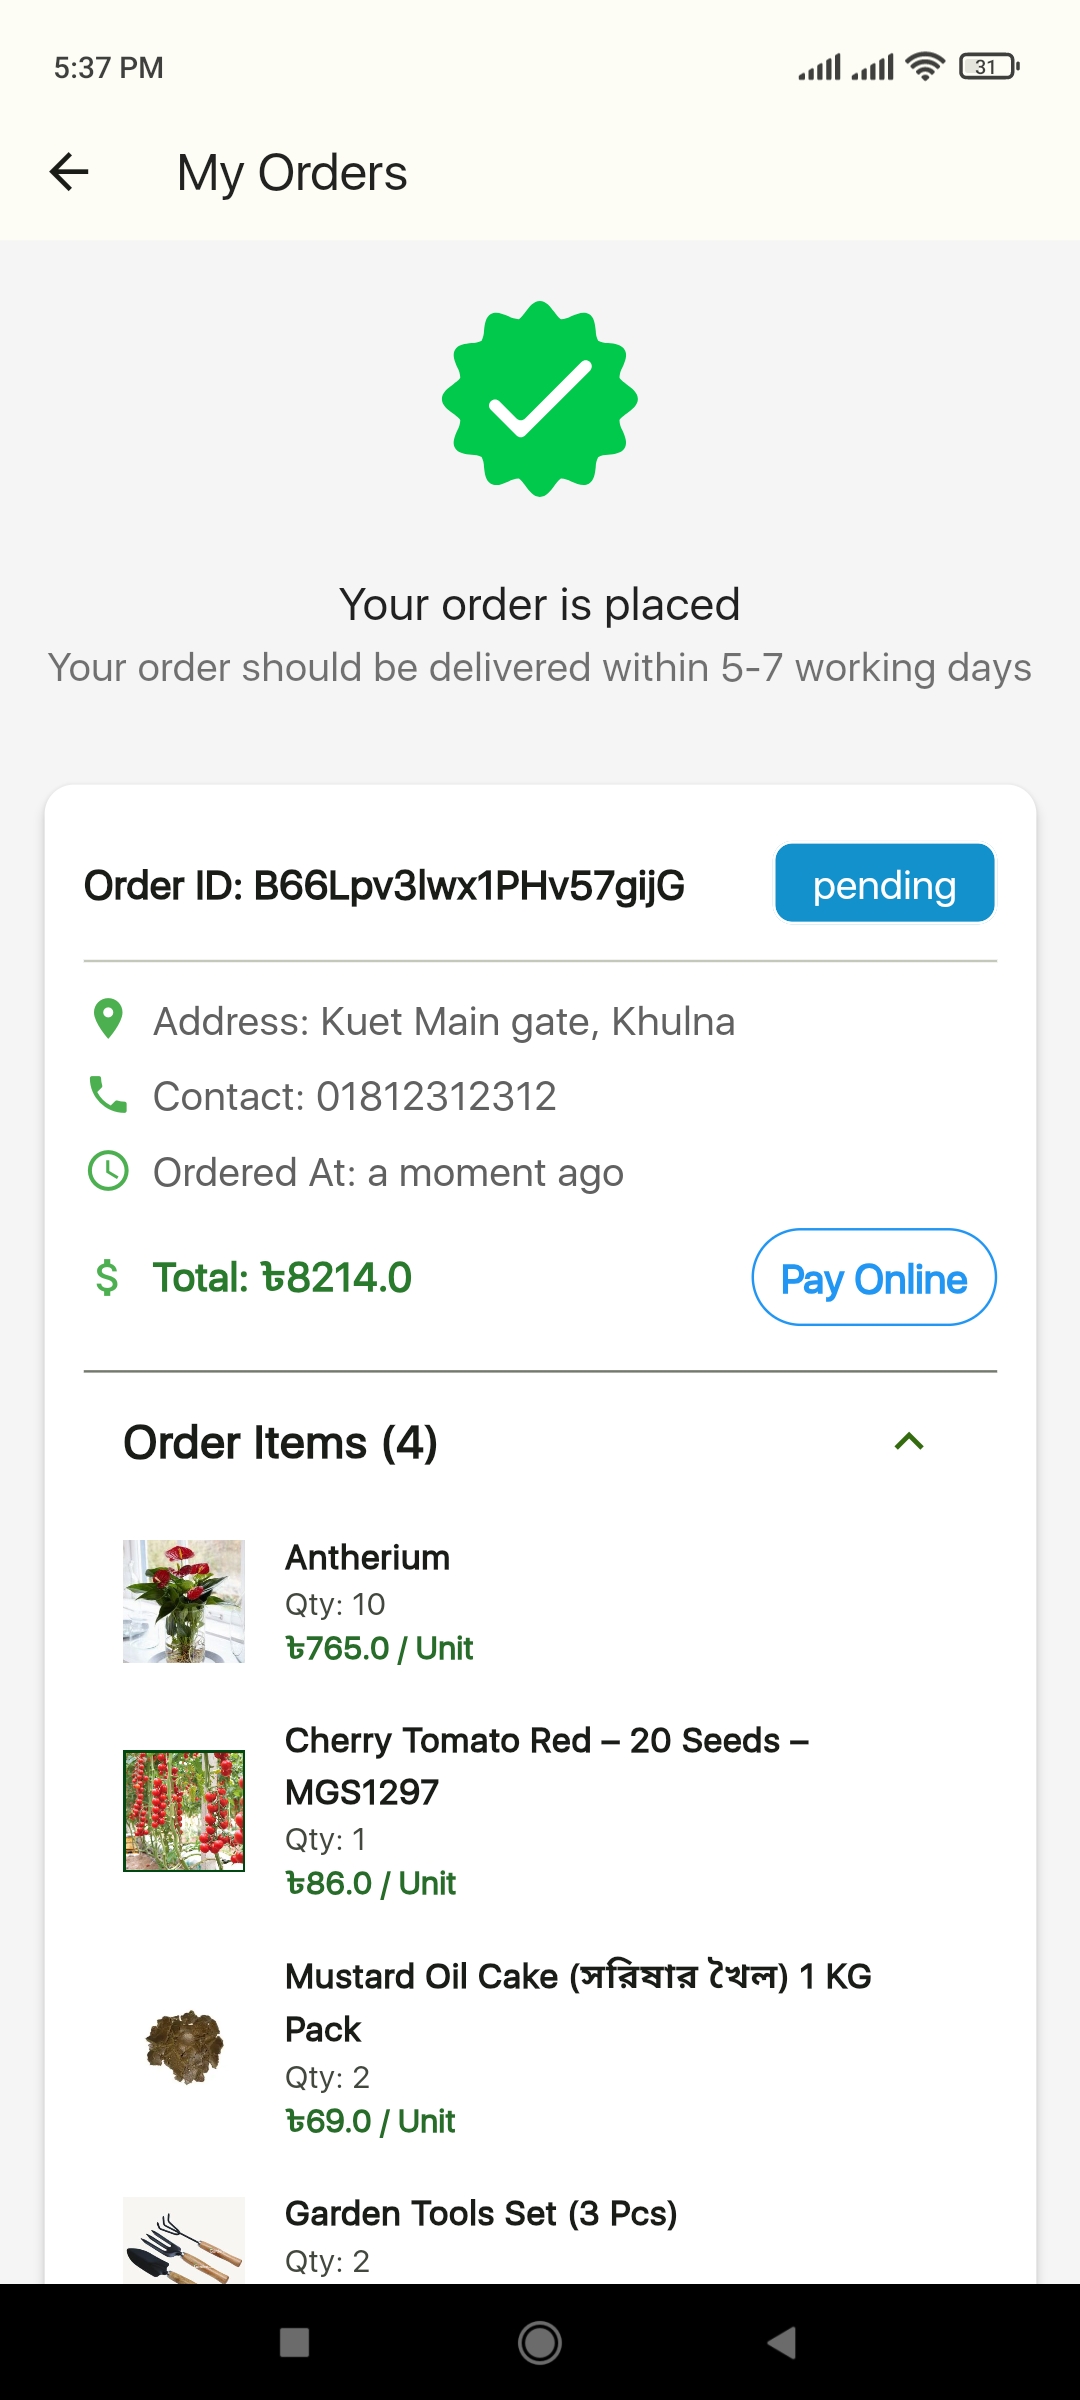 5:37 PM
31
My Orders
Your order is placed
Your order should be delivered within 5-7 working days
Order ID: B66Lpv3lwx1PHv57gijG
pending
Address: Kuet Main gate, Khulna
Contact: 01812312312
Ordered At: a moment ago
$ Total: ৳8214.0
Pay Online
Order Items (4)
Antherium
Qty: 10
৳765.0 / Unit
Cherry Tomato Red – 20 Seeds –
MGS1297
Qty: 1
৳86.0 / Unit
Mustard Oil Cake (সরিষার খৈল) 1 KG
Pack
Qty: 2
৳69.0 / Unit
Garden Tools Set (3 Pcs)
Qty: 2